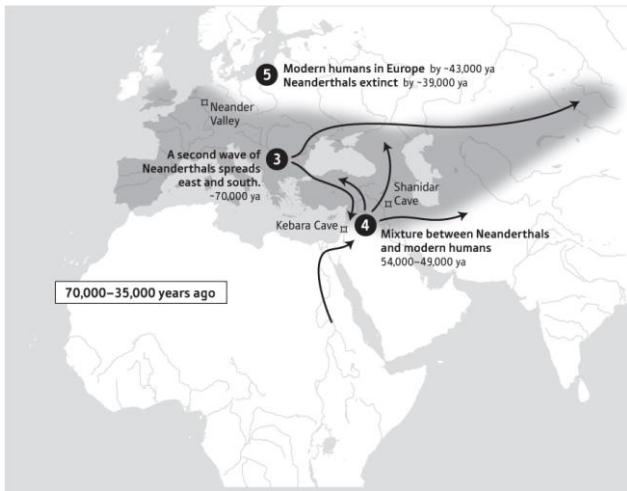 5
Modern humans in Europe by ~43,000 ya
Neanderthals extinct by ~39,000 ya
Neander
Valley
A second wave of
Neanderthals spreads
east and south.
~70,000 ya
3
Shanidar
Cave
Kebara Cave
4
Mixture between Neanderthals
and modern humans
54,000–49,000 ya
70,000–35,000 years ago